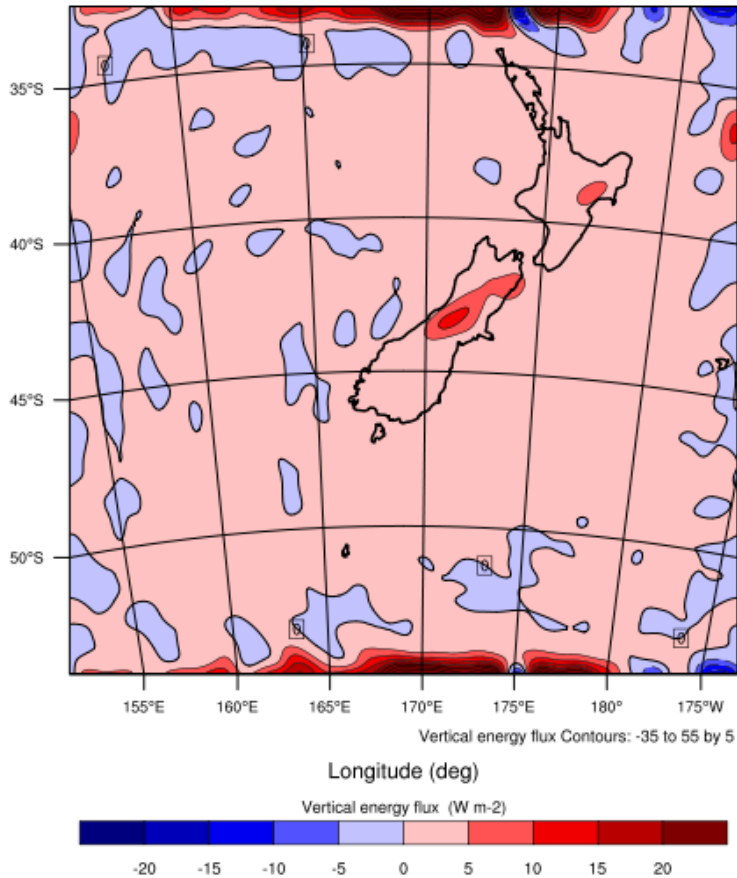 0
0
35°S
40°S
45°S
50°S
0
0
0
155°E 160°E 165°E 170°E 175°E 180° 175°W
Vertical energy flux Contours: -35 to 55 by 5
Longitude (deg)
Vertical energy flux (W m-2)
-20 -15 -10 -5 0 5 10 15 20